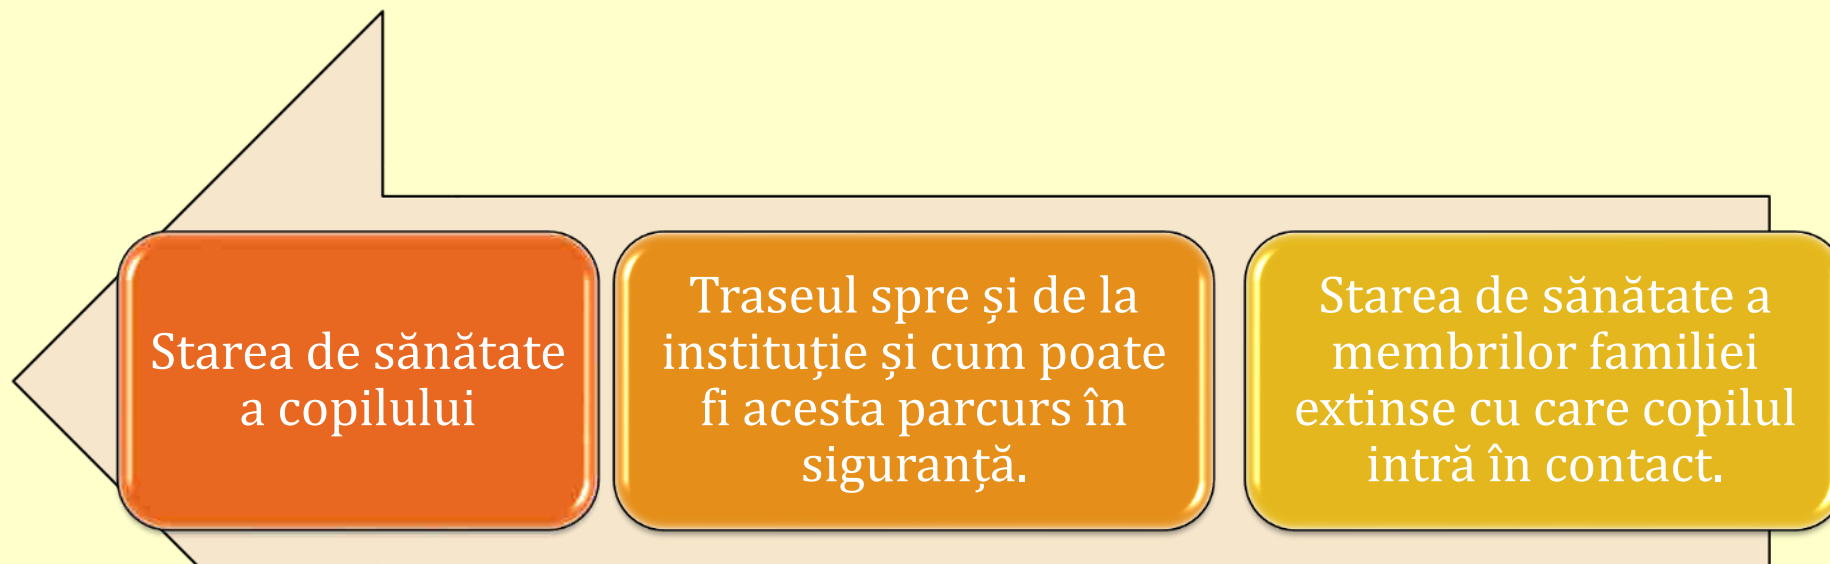 Starea de sănătate
a copilului
Traseul spre și de la
instituție și cum poate
fi acesta parcurs în
siguranță.
Starea de sănătate a
membrilor familiei
extinse cu care copilul
intră în contact.